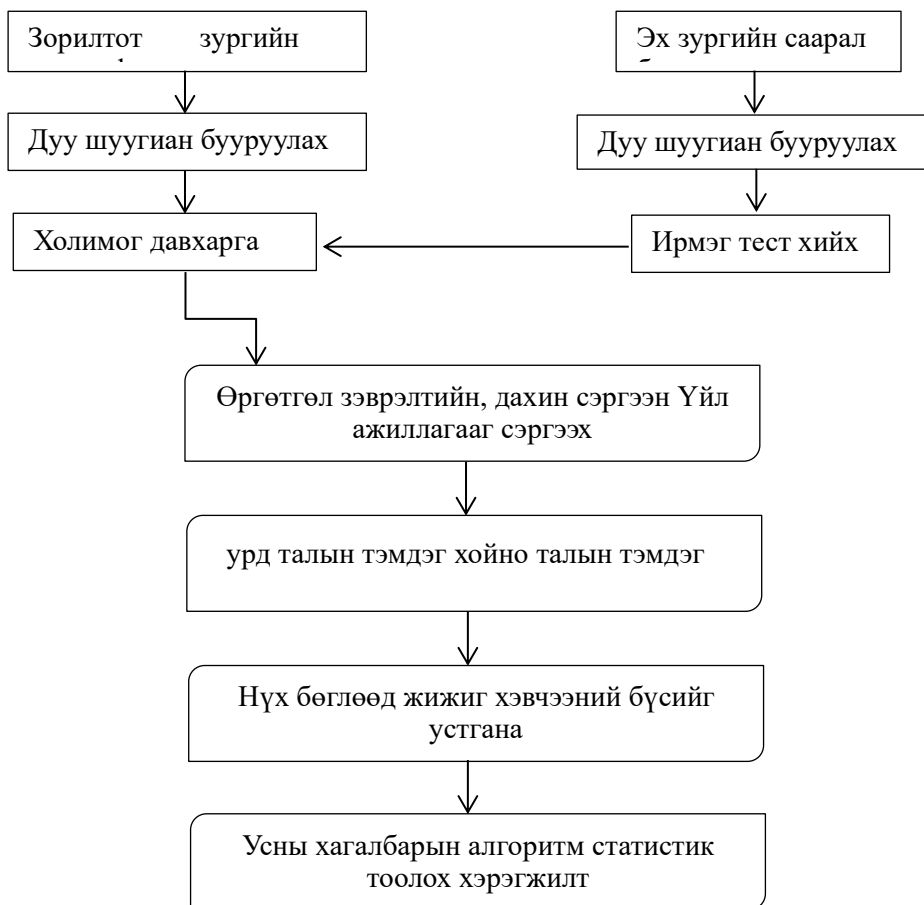 Зорилтот зургийн
Эх зургийн саарал
Дуу шуугиан бууруулах
Дуу шуугиан бууруулах
Холимог давхарга
Ирмэг тест хийх
Өргөтгөл зэврэлтийн, дахин сэргээн Үйл
ажиллагааг сэргээх
урд талын тэмдэг хойно талын тэмдэг
Нүх бөглөөд жижиг хэвчээний бүсийг
устгана
Усны хагалбарын алгоритм статистик
тоолох хэрэгжилт